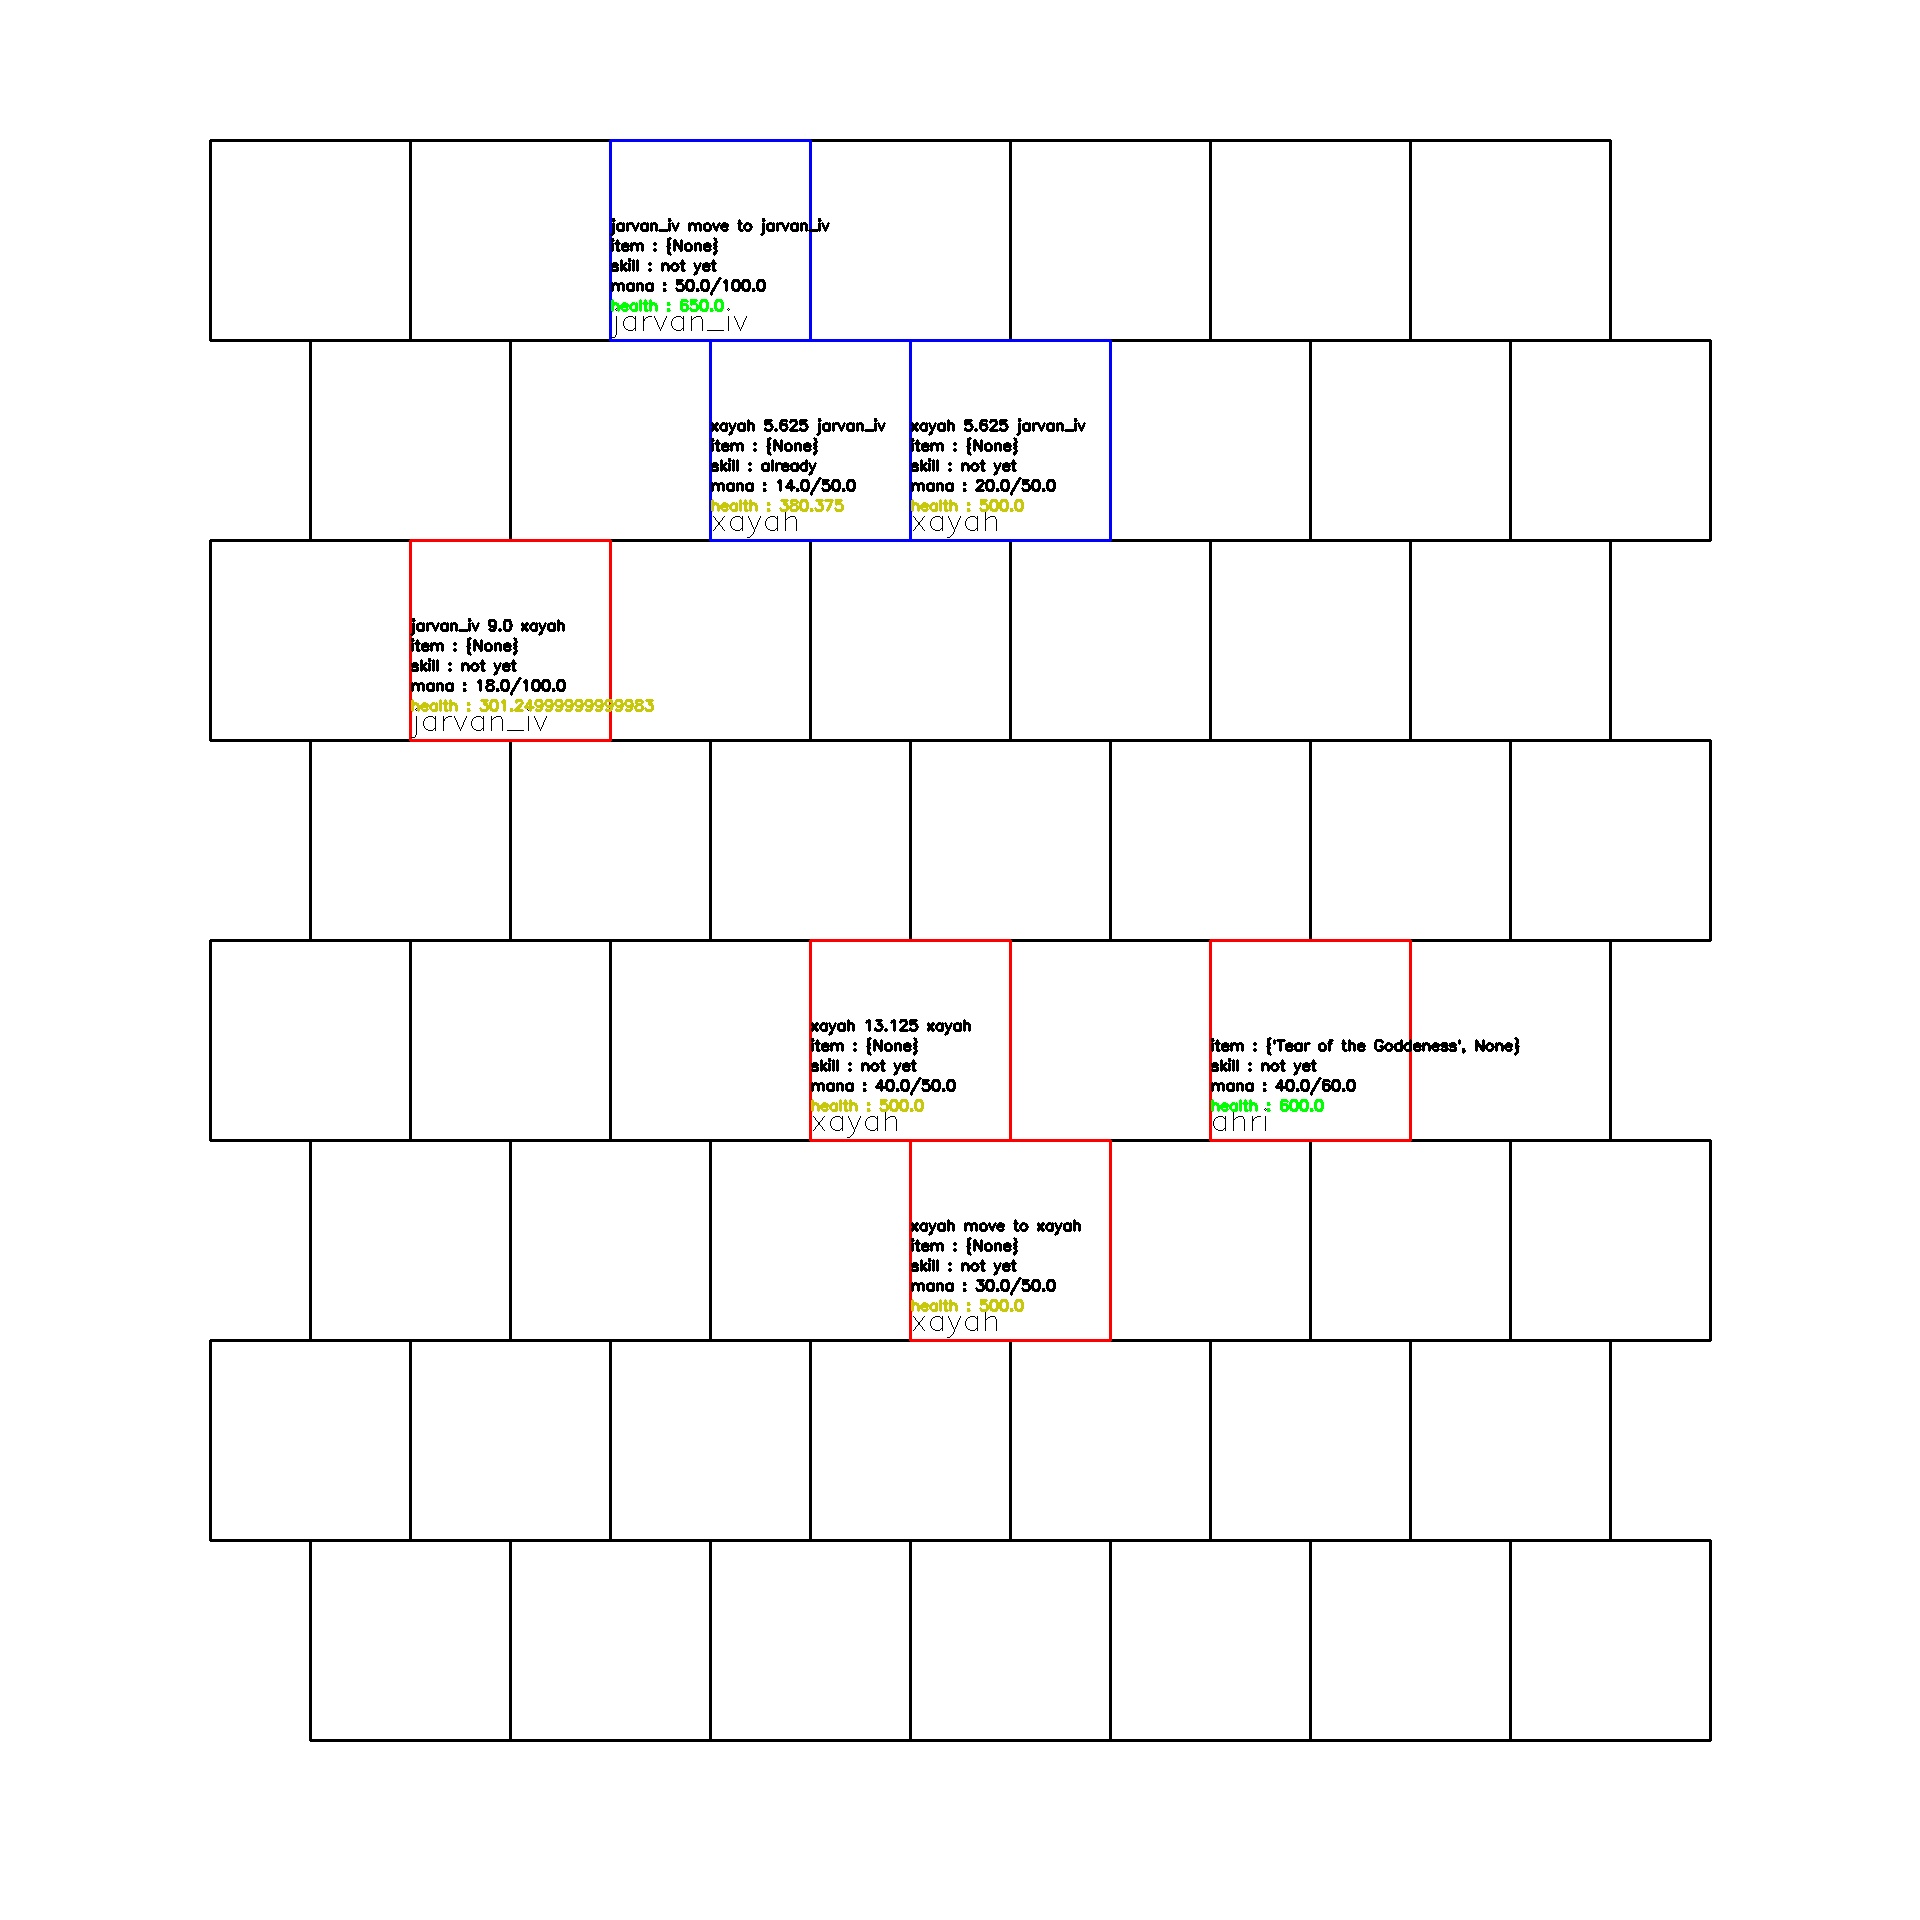 jarvan_iv move to jarvan_iv
item : {None}
skill : not yet
mana : 50.0/100.0
health : 650.0
jarvan_iv
xayah 5.625 jarvan_iv
item : {None}
skill : already
mana : 14.0/50.0
health : 380.375
xayah
xayah 5.625 jarvan_iv
item : {None}
skill : not yet
mana : 20.0/50.0
health : 500.0
xayah
jarvan_iv 9.0 xayah
item : {None}
skill : not yet
mana : 18.0/100.0
health : 301.24999999999983
jarvan_iv
xayah 13.125 xayah
item : {None}
skill : not yet
mana : 40.0/50.0
health : 500.0
xayah
item : {'Tear of the Goddeness', None}
skill : not yet
mana : 40.0/60.0
health : 600.0
ahri
xayah move to xayah
item : {None}
skill : not yet
mana : 30.0/50.0
health : 500.0
xayah